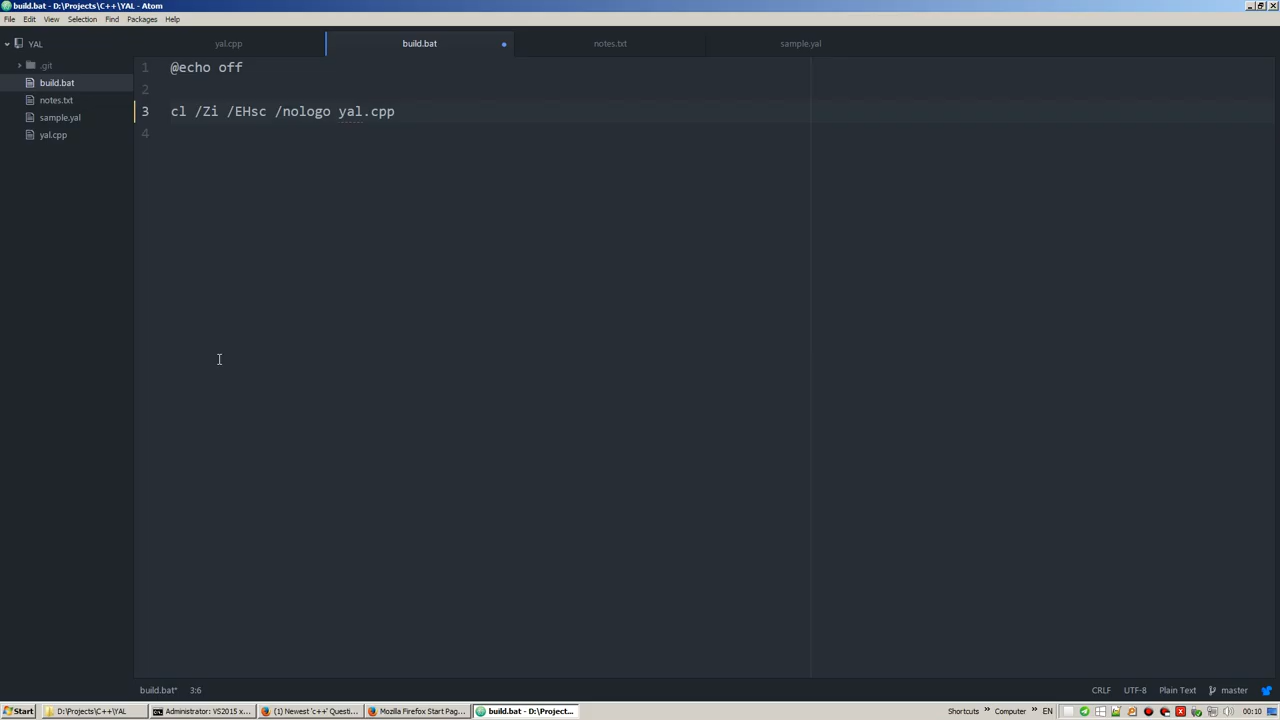 build.bat - D:\Projects\C++\YAL - Atom
File Edit View Selection Find Packages Help
YAL
.git
build.bat
notes.txt
sample.yal
yal.cpp
yal.cpp build.bat notes.txt sample.yal
1 @echo off
2
3 cl /Zi /EHsc /nologo yal.cpp
4
build.bat* 3:6 CRLF UTF-8 Plain Text master
Start D:\Projects\C++\YAL Administrator: VS2015 x... (1) Newest 'c++' Questi... Mozilla Firefox Start Pag... build.bat - D:\Project... Shortcuts » Computer » EN 00:10